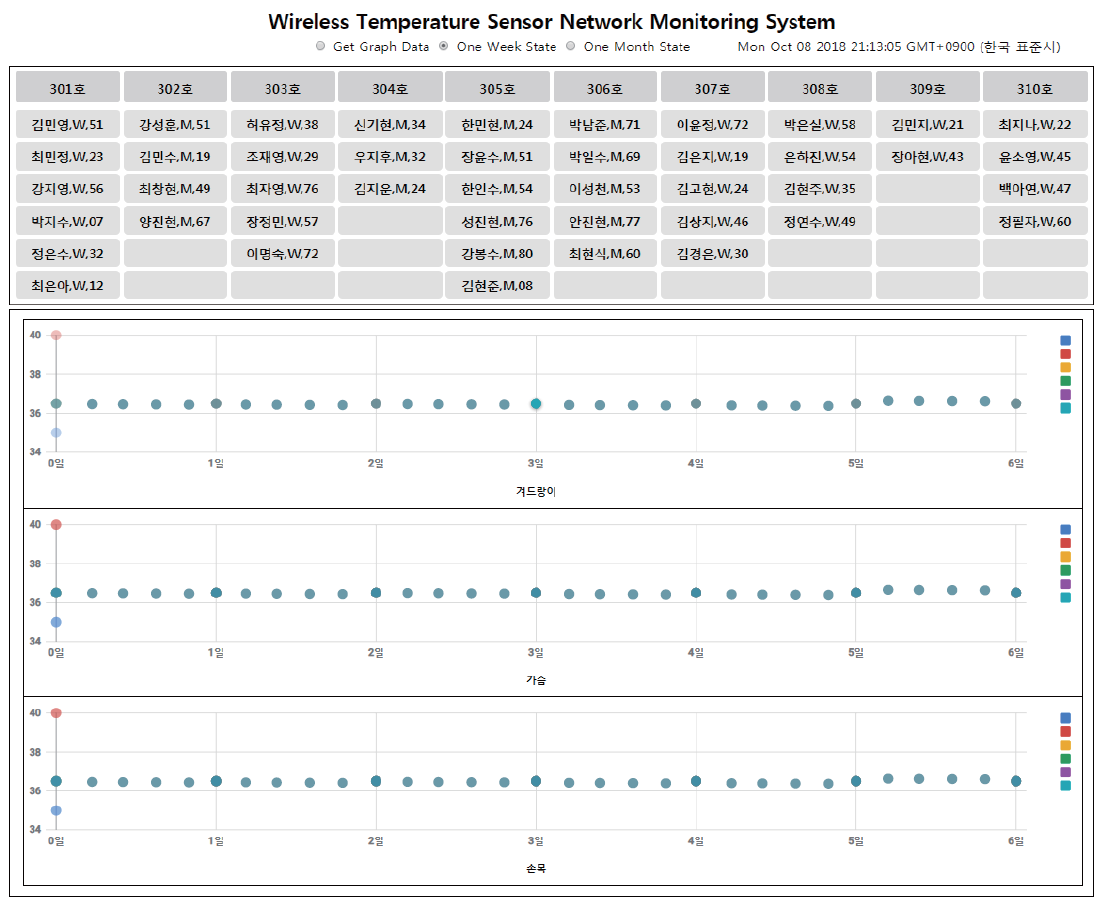 Wireless Temperature Sensor Network Monitoring System
Get Graph Data One Week State One Month State Mon Oct 08 2018 21:13:05 GMT+0900 (한국 표준시)
301호 302호 303호 304호 305호 306호 307호 308호 309호 310호
김민영,W,51 강성훈,M,51 허유정,W,38 신기현,M,34 한민현,M,24 박남준,M,71 이윤정,W,72 박은실,W,58 김민지,W,21 최지나,W,22
최민정,W,23 김민수,M,19 조재영,W,29 우지후,M,32 장윤수,M,51 박일수,M,69 김은지,W,19 은하진,W,54 장아현,W,43 윤소영,W,45
강지영,W,56 최창현,M,49 최자영,W,76 김지운,M,24 한인수,M,54 이성천,M,53 김고현,W,24 김현주,W,35 백아연,W,47
박지수,W,07 양진현,M,67 장정민,W,57 성진현,M,76 안진현,M,77 김상지,W,46 정연수,W,49 정필자,W,60
정은수,W,32 이명숙,W,72 강봉수,M,80 최현식,M,60 김경은,W,30
최은아,W,12 김현준,M,08
40
38
36
34
0일 1일 2일 3일 4일 5일 6일
겨드랑이
40
38
36
34
0일 1일 2일 3일 4일 5일 6일
가슴
40
38
36
34
0일 1일 2일 3일 4일 5일 6일
손목